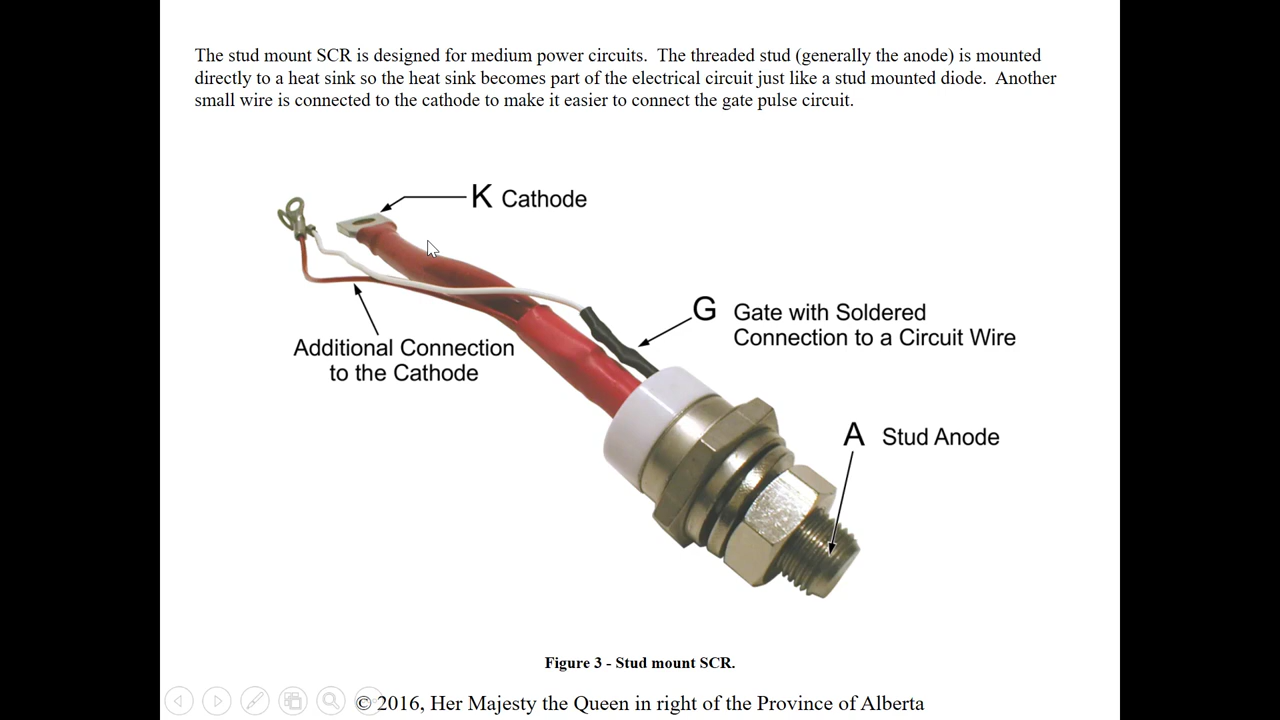 The stud mount SCR is designed for medium power circuits.  The threaded stud (generally the anode) is mounted
directly to a heat sink so the heat sink becomes part of the electrical circuit just like a stud mounted diode.  Another
small wire is connected to the cathode to make it easier to connect the gate pulse circuit.
K Cathode
G Gate with Soldered
Connection to a Circuit Wire
Additional Connection
to the Cathode
A Stud Anode
Figure 3 - Stud mount SCR.
© 2016, Her Majesty the Queen in right of the Province of Alberta